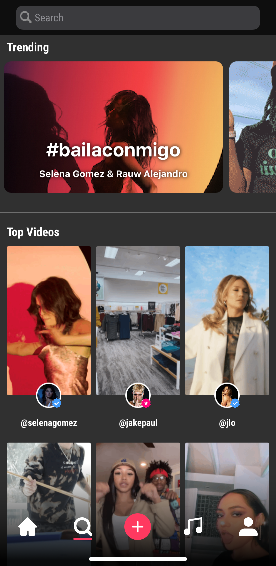 Search
Trending
#bailaconmigo
Selena Gomez & Rauw Alejandro
Top Videos
@selenagomez
@jakepaul
@jlo